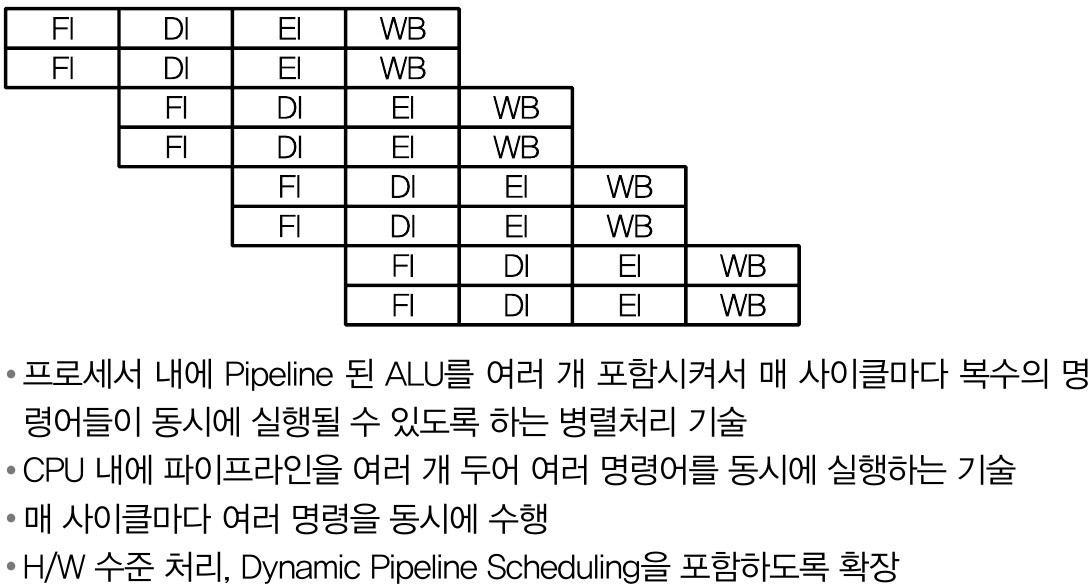 FI DI EI WB
FI DI EI WB
FI DI EI WB
FI DI EI WB
FI DI EI WB
FI DI EI WB
FI DI EI WB
FI DI EI WB
• 프로세서 내에 Pipeline 된 ALU를 여러 개 포함시켜서 매 사이클마다 복수의 명
령어들이 동시에 실행될 수 있도록 하는 병렬처리 기술
• CPU 내에 파이프라인을 여러 개 두어 여러 명령어를 동시에 실행하는 기술
• 매 사이클마다 여러 명령을 동시에 수행
• H/W 수준 처리, Dynamic Pipeline Scheduling을 포함하도록 확장